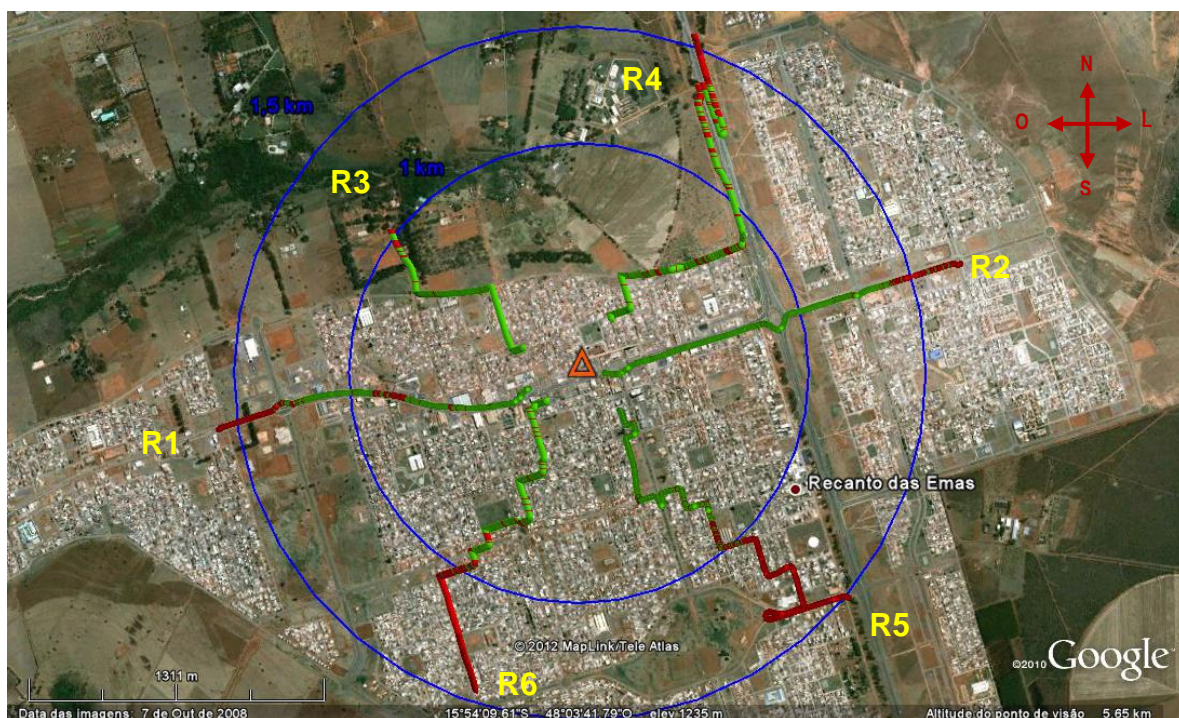 N
O L
S
R4
1,5 km
R3
1 km
R2
R1
Recanto das Emas
R5
© 2012 MapLink/Tele Atlas
R6
1311 m
©2010 Google™
Data das imagens: 7 de Out de 2008 15°54'09.61"S 48°03'41.79"O elev 1235 m Altitude do ponto de visão 5.65 km